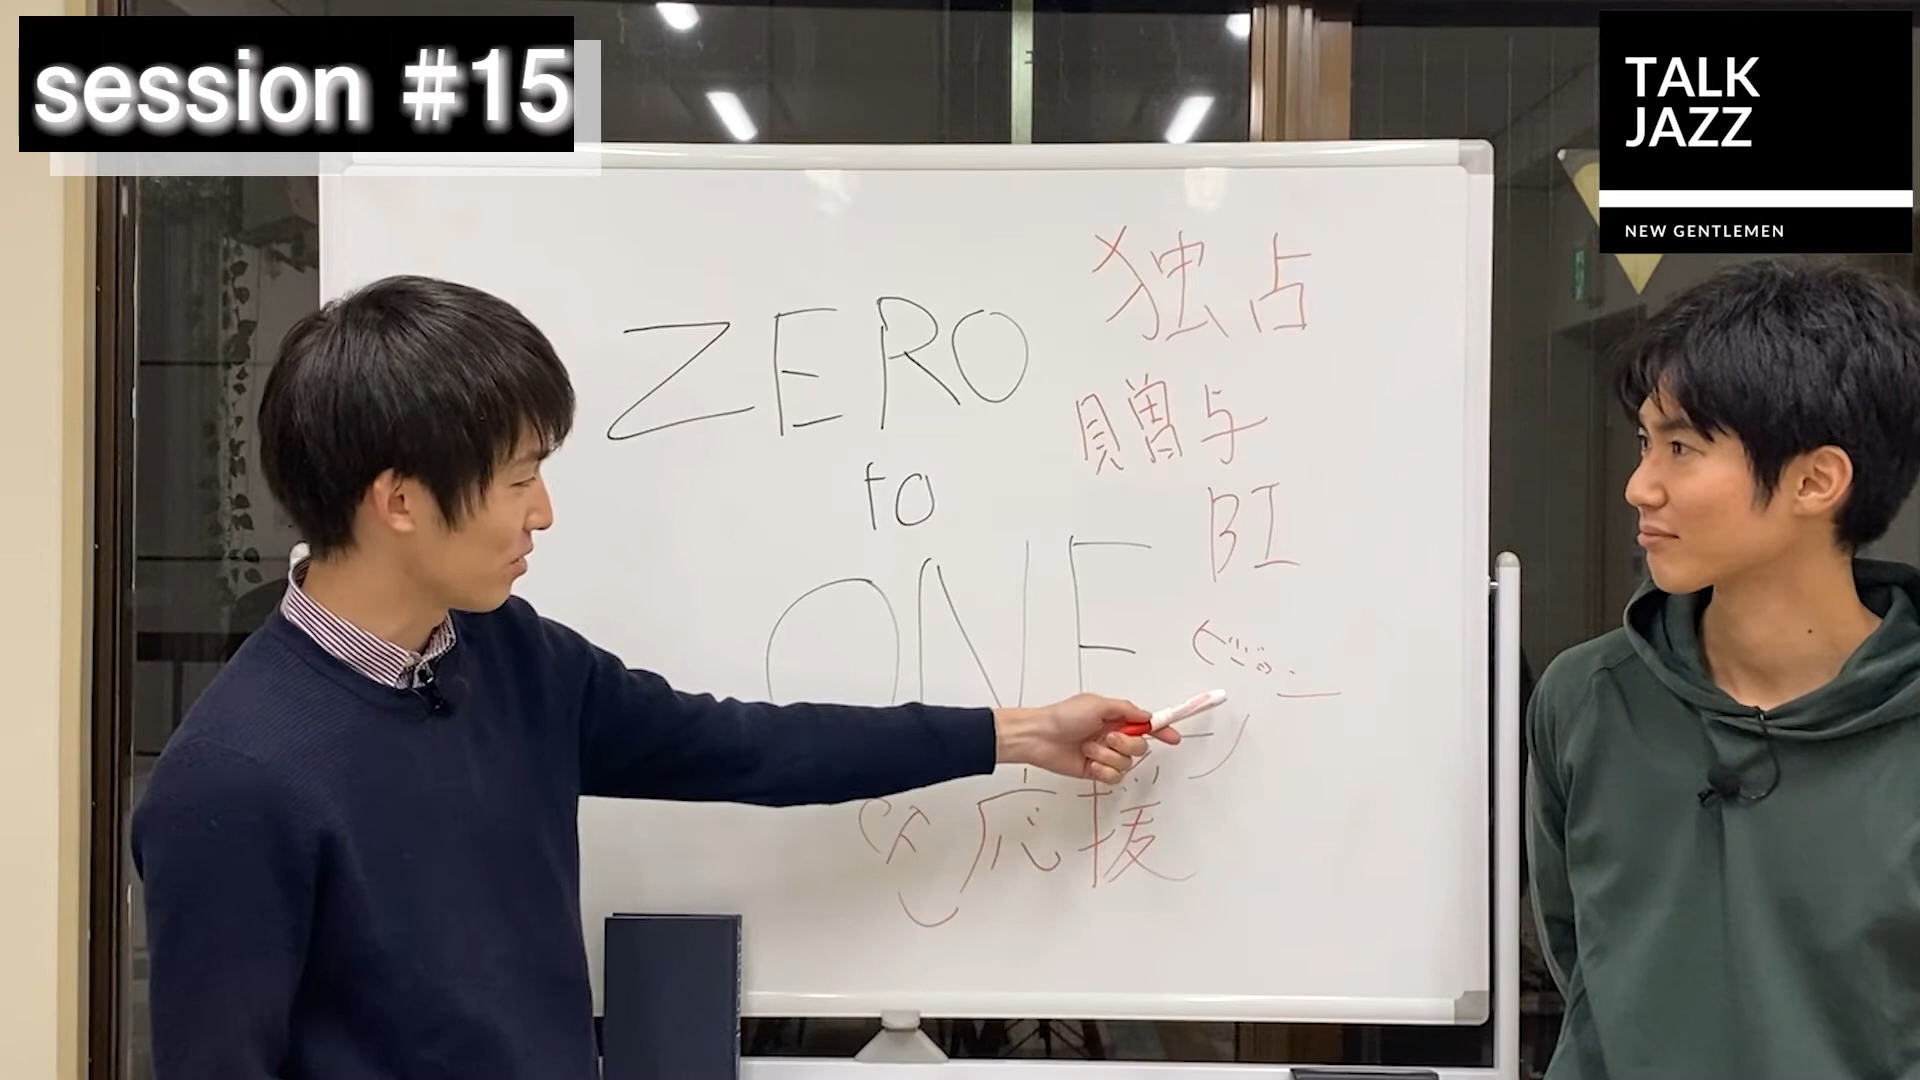 session #15
TALK
JAZZ
NEW GENTLEMEN
ZERO
to
ONE
独占
贈与
BI
応援